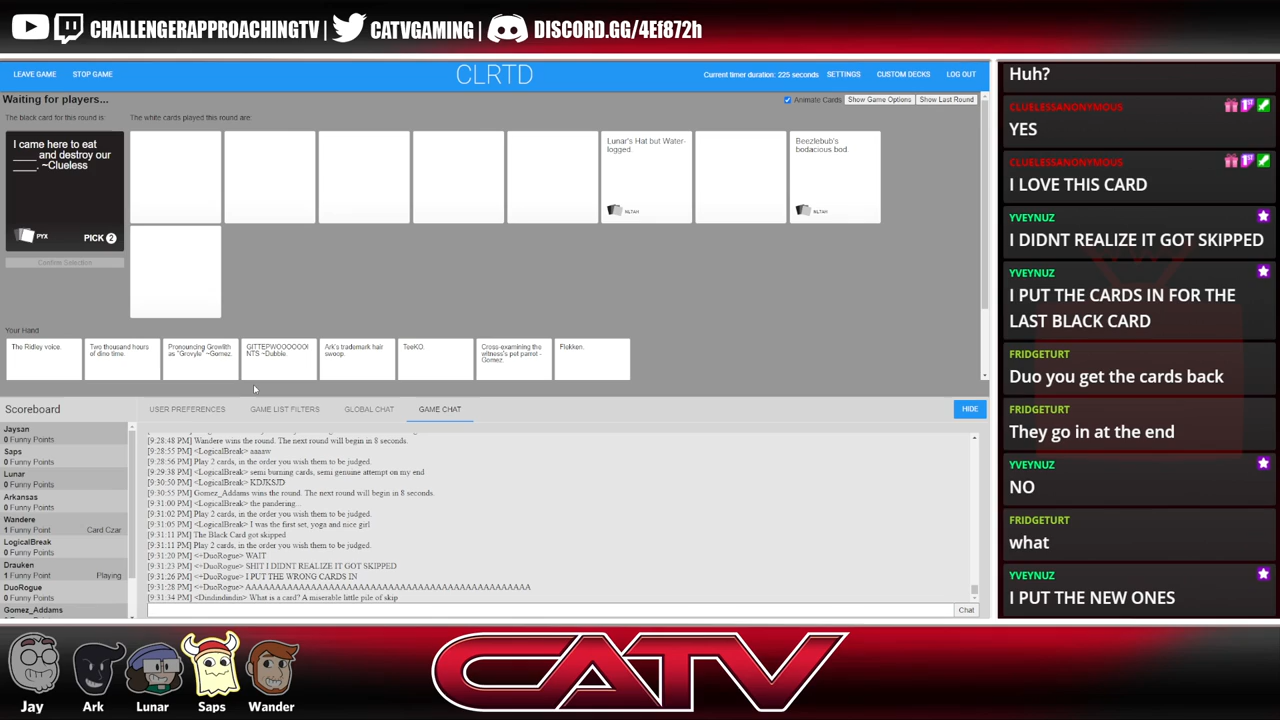 CHALLENGERAPPROACHINGTV | CATVGAMING | DISCORD.GG/4Ef872h
LEAVE GAME STOP GAME CLRTD Current timer duration: 225 seconds SETTINGS CUSTOM DECKS LOG OUT
Waiting for players...
Animate Cards Show Game Options Show Last Round
The black card for this round is: The white cards played this round are:
I came here to eat
____ and destroy our
____. ~Clueless
PYX PICK 2
Lunar's Hat but Water-
logged.
NLTAH
Beezlebub's
bodacious bod.
NLTAH
Confirm Selection
Your Hand
The Ridley voice.
Two thousand hours
of dino time.
Pronouncing Growlith
as "Grovyle" ~Gomez.
GITTEPWOOOOOOI
NTS ~Dubble.
Ark's trademark hair
swoop.
TeeKO.
Cross-examining the
witness's pet parrot -
Gomez.
Flekken.
Scoreboard
USER PREFERENCES GAME LIST FILTERS GLOBAL CHAT GAME CHAT HIDE
Jaysan
0 Funny Points
Saps
0 Funny Points
Lunar
0 Funny Points
Arkansas
0 Funny Points
Wandere
1 Funny Point Card Czar
LogicalBreak
0 Funny Points
Drauken
1 Funny Point Playing
DuoRogue
0 Funny Points
Gomez_Addams
[9:28:48 PM] Wandere wins the round. The next round will begin in 8 seconds.
[9:28:55 PM] <LogicalBreak> aaaaw
[9:28:56 PM] Play 2 cards, in the order you wish them to be judged.
[9:29:38 PM] <LogicalBreak> semi burning cards, semi genuine attempt on my end
[9:30:50 PM] <LogicalBreak> KDJKSJD
[9:30:55 PM] Gomez_Addams wins the round. The next round will begin in 8 seconds.
[9:31:00 PM] <LogicalBreak> the pandering...
[9:31:02 PM] Play 2 cards, in the order you wish them to be judged.
[9:31:05 PM] <LogicalBreak> I was the first set, yoga and nice girl
[9:31:11 PM] The Black Card got skipped
[9:31:11 PM] Play 2 cards, in the order you wish them to be judged.
[9:31:20 PM] <+DuoRogue> WAIT
[9:31:23 PM] <+DuoRogue> SHIT I DIDNT REALIZE IT GOT SKIPPED
[9:31:26 PM] <+DuoRogue> I PUT THE WRONG CARDS IN
[9:31:28 PM] <+DuoRogue> AAAAAAAAAAAAAAAAAAAAAAAAAAAAAAAAAAAAAAAAA
[9:31:34 PM] <Dindindindin> What is a card? A miserable little pile of skip
Chat
Huh?
CLUELESSANONYMOUS
YES
CLUELESSANONYMOUS
I LOVE THIS CARD
YVEYNUZ
I DIDNT REALIZE IT GOT SKIPPED
YVEYNUZ
I PUT THE CARDS IN FOR THE
LAST BLACK CARD
FRIDGETURT
Duo you get the cards back
FRIDGETURT
They go in at the end
YVEYNUZ
NO
FRIDGETURT
what
YVEYNUZ
I PUT THE NEW ONES
Jay Ark Lunar Saps Wander
CATV